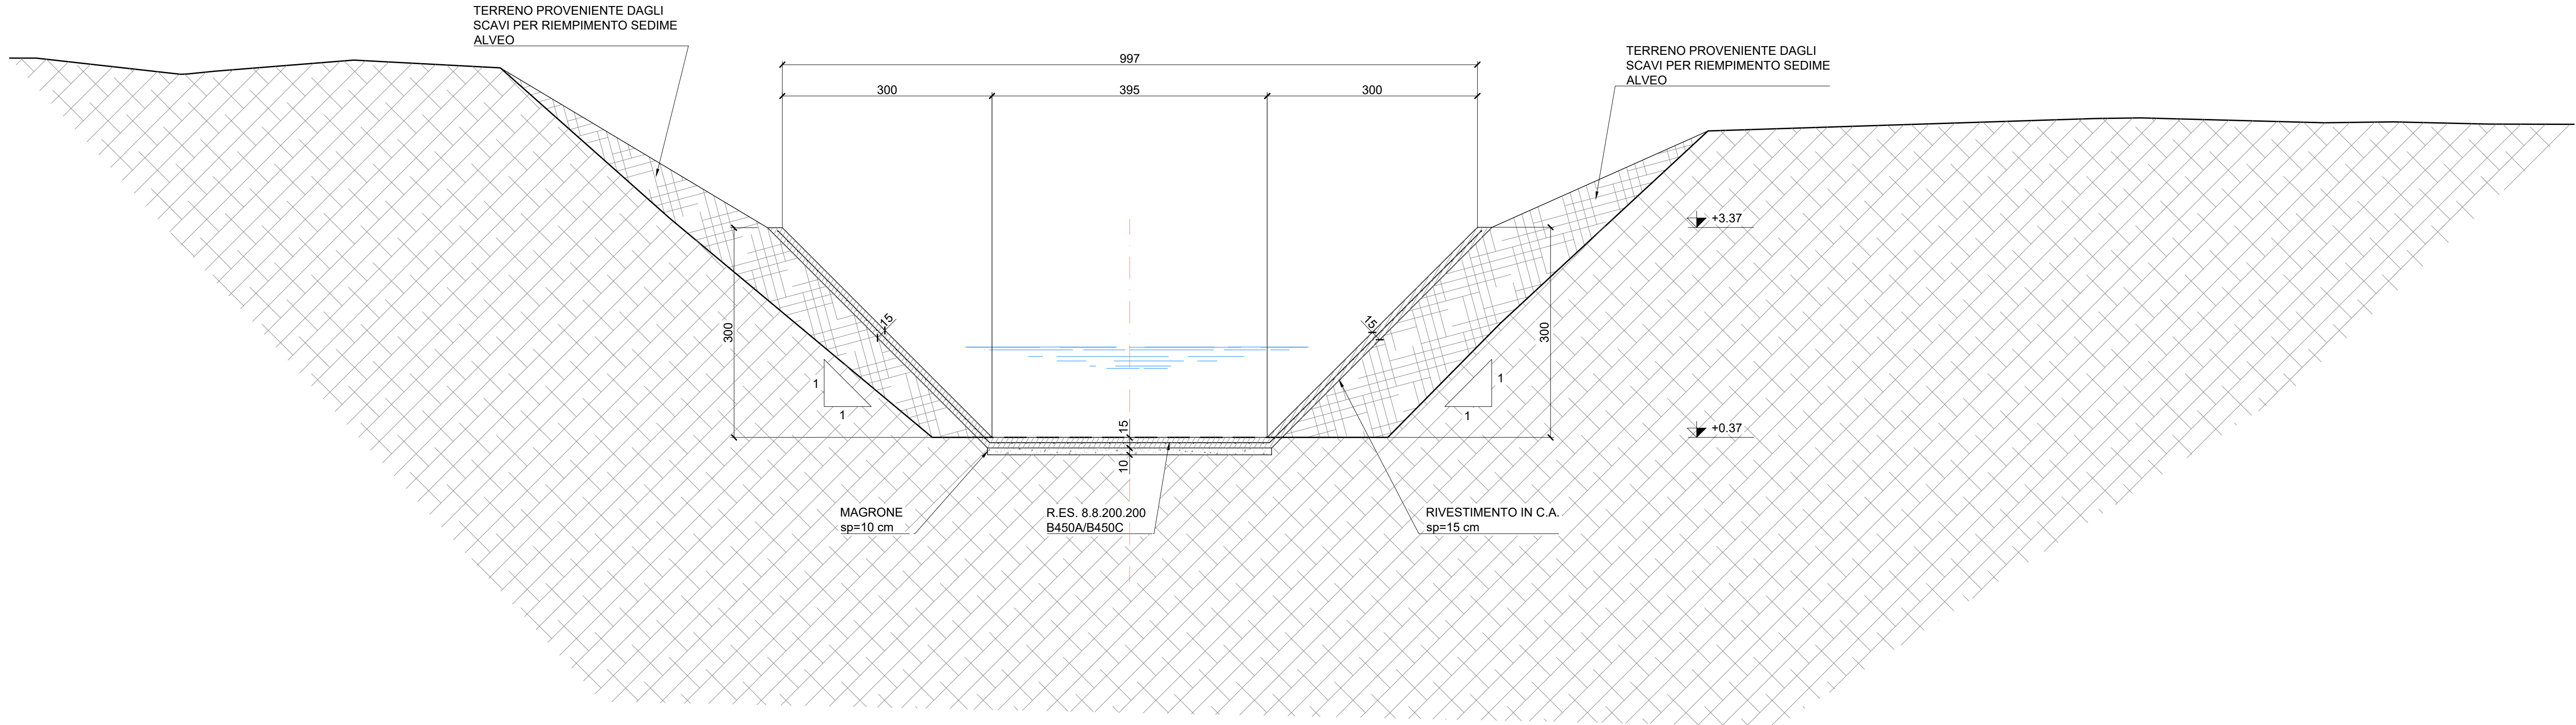 TERRENO PROVENIENTE DAGLI
SCAVI PER RIEMPIMENTO SEDIME
ALVEO
TERRENO PROVENIENTE DAGLI
SCAVI PER RIEMPIMENTO SEDIME
ALVEO
997
300
395
300
+3.37
300
15
15
300
1
1
1
1
15
+0.37
10
MAGRONE
sp=10 cm
R.ES. 8.8.200.200
B450A/B450C
RIVESTIMENTO IN C.A.
sp=15 cm